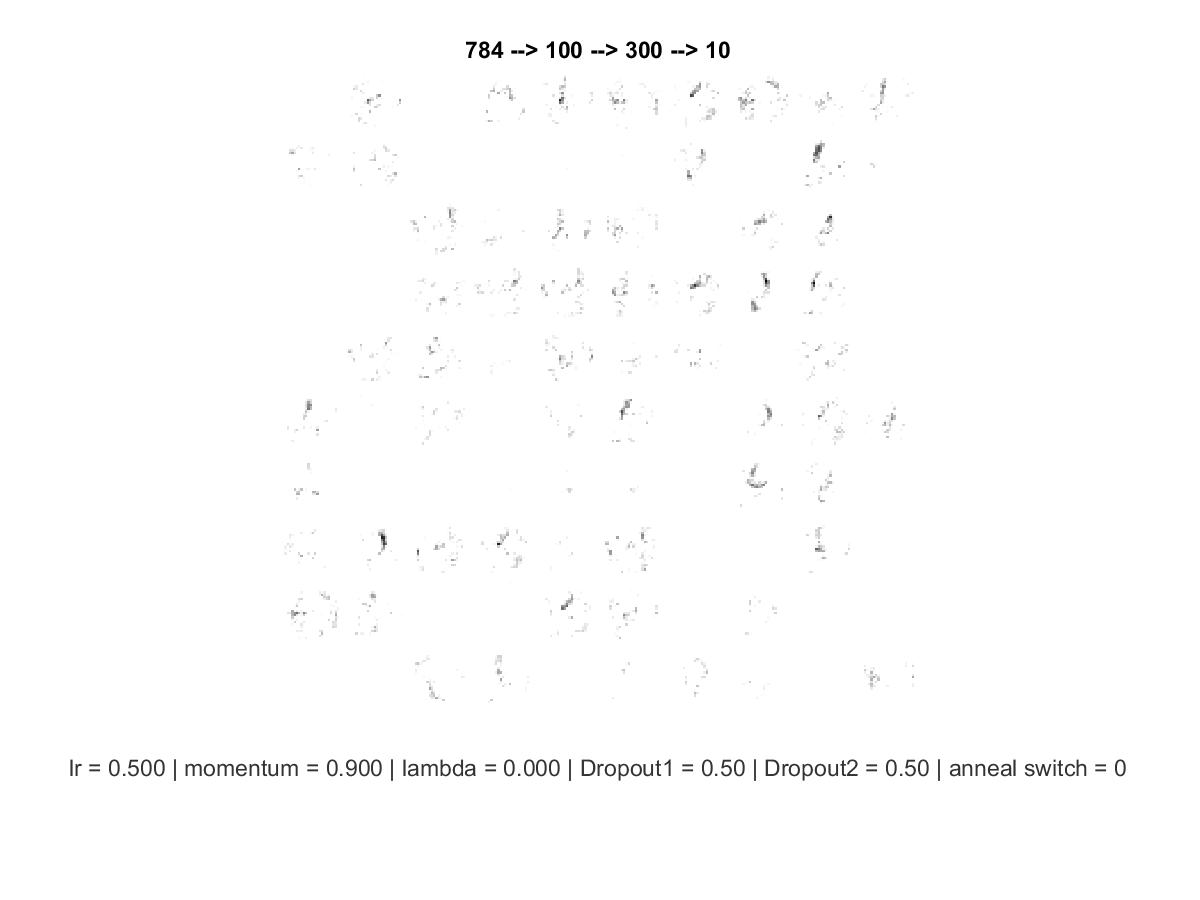 784 --> 100 --> 300 --> 10
lr = 0.500 | momentum = 0.900 | lambda = 0.000 | Dropout1 = 0.50 | Dropout2 = 0.50 | anneal switch = 0